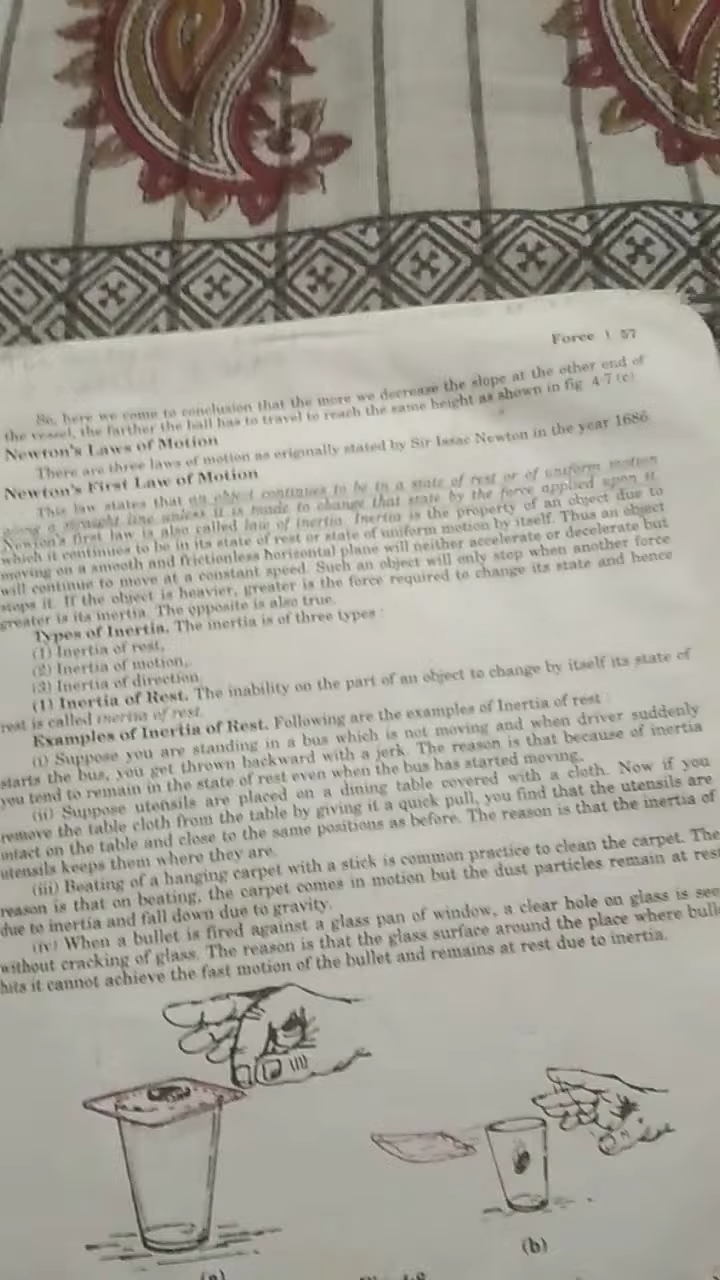 Force | 57
So, here we come to conclusion that the more we decrease the slope at the other end of
the vessel, the farther the ball has to travel to reach the same height as shown in fig 4·7 (c)
Newton's Laws of Motion
There are three laws of motion as originally stated by Sir Issac Newton in the year 1686
Newton's First Law of Motion
This law states that an object continues to be in a state of rest or of uniform motion
along a straight line unless it is made to change that state by the force applied upon it.
Newton's first law is also called law of inertia. Inertia is the property of an object due to
which it continues to be in its state of rest or state of uniform motion by itself. Thus an object
moving on a smooth and frictionless horizontal plane will neither accelerate or decelerate but
will continue to move at a constant speed. Such an object will only stop when another force
stops it. If the object is heavier, greater is the force required to change its state and hence
greater is its inertia. The opposite is also true.
Types of Inertia. The inertia is of three types :
(1) Inertia of rest,
(2) Inertia of motion,
(3) Inertia of direction
(1) Inertia of Rest. The inability on the part of an object to change by itself its state of
rest is called inertia of rest.
Examples of Inertia of Rest. Following are the examples of Inertia of rest
(i) Suppose you are standing in a bus which is not moving and when driver suddenly
starts the bus, you get thrown backward with a jerk. The reason is that because of inertia
you tend to remain in the state of rest even when the bus has started moving.
(ii) Suppose utensils are placed on a dining table covered with a cloth. Now if you
remove the table cloth from the table by giving it a quick pull, you find that the utensils are
intact on the table and close to the same positions as before. The reason is that the inertia of
utensils keeps them where they are.
(iii) Beating of a hanging carpet with a stick is common practice to clean the carpet. The
reason is that on beating, the carpet comes in motion but the dust particles remain at rest
due to inertia and fall down due to gravity.
(iv) When a bullet is fired against a glass pan of window, a clear hole on glass is see
without cracking of glass. The reason is that the glass surface around the place where bulle
hits it cannot achieve the fast motion of the bullet and remains at rest due to inertia.
(b)